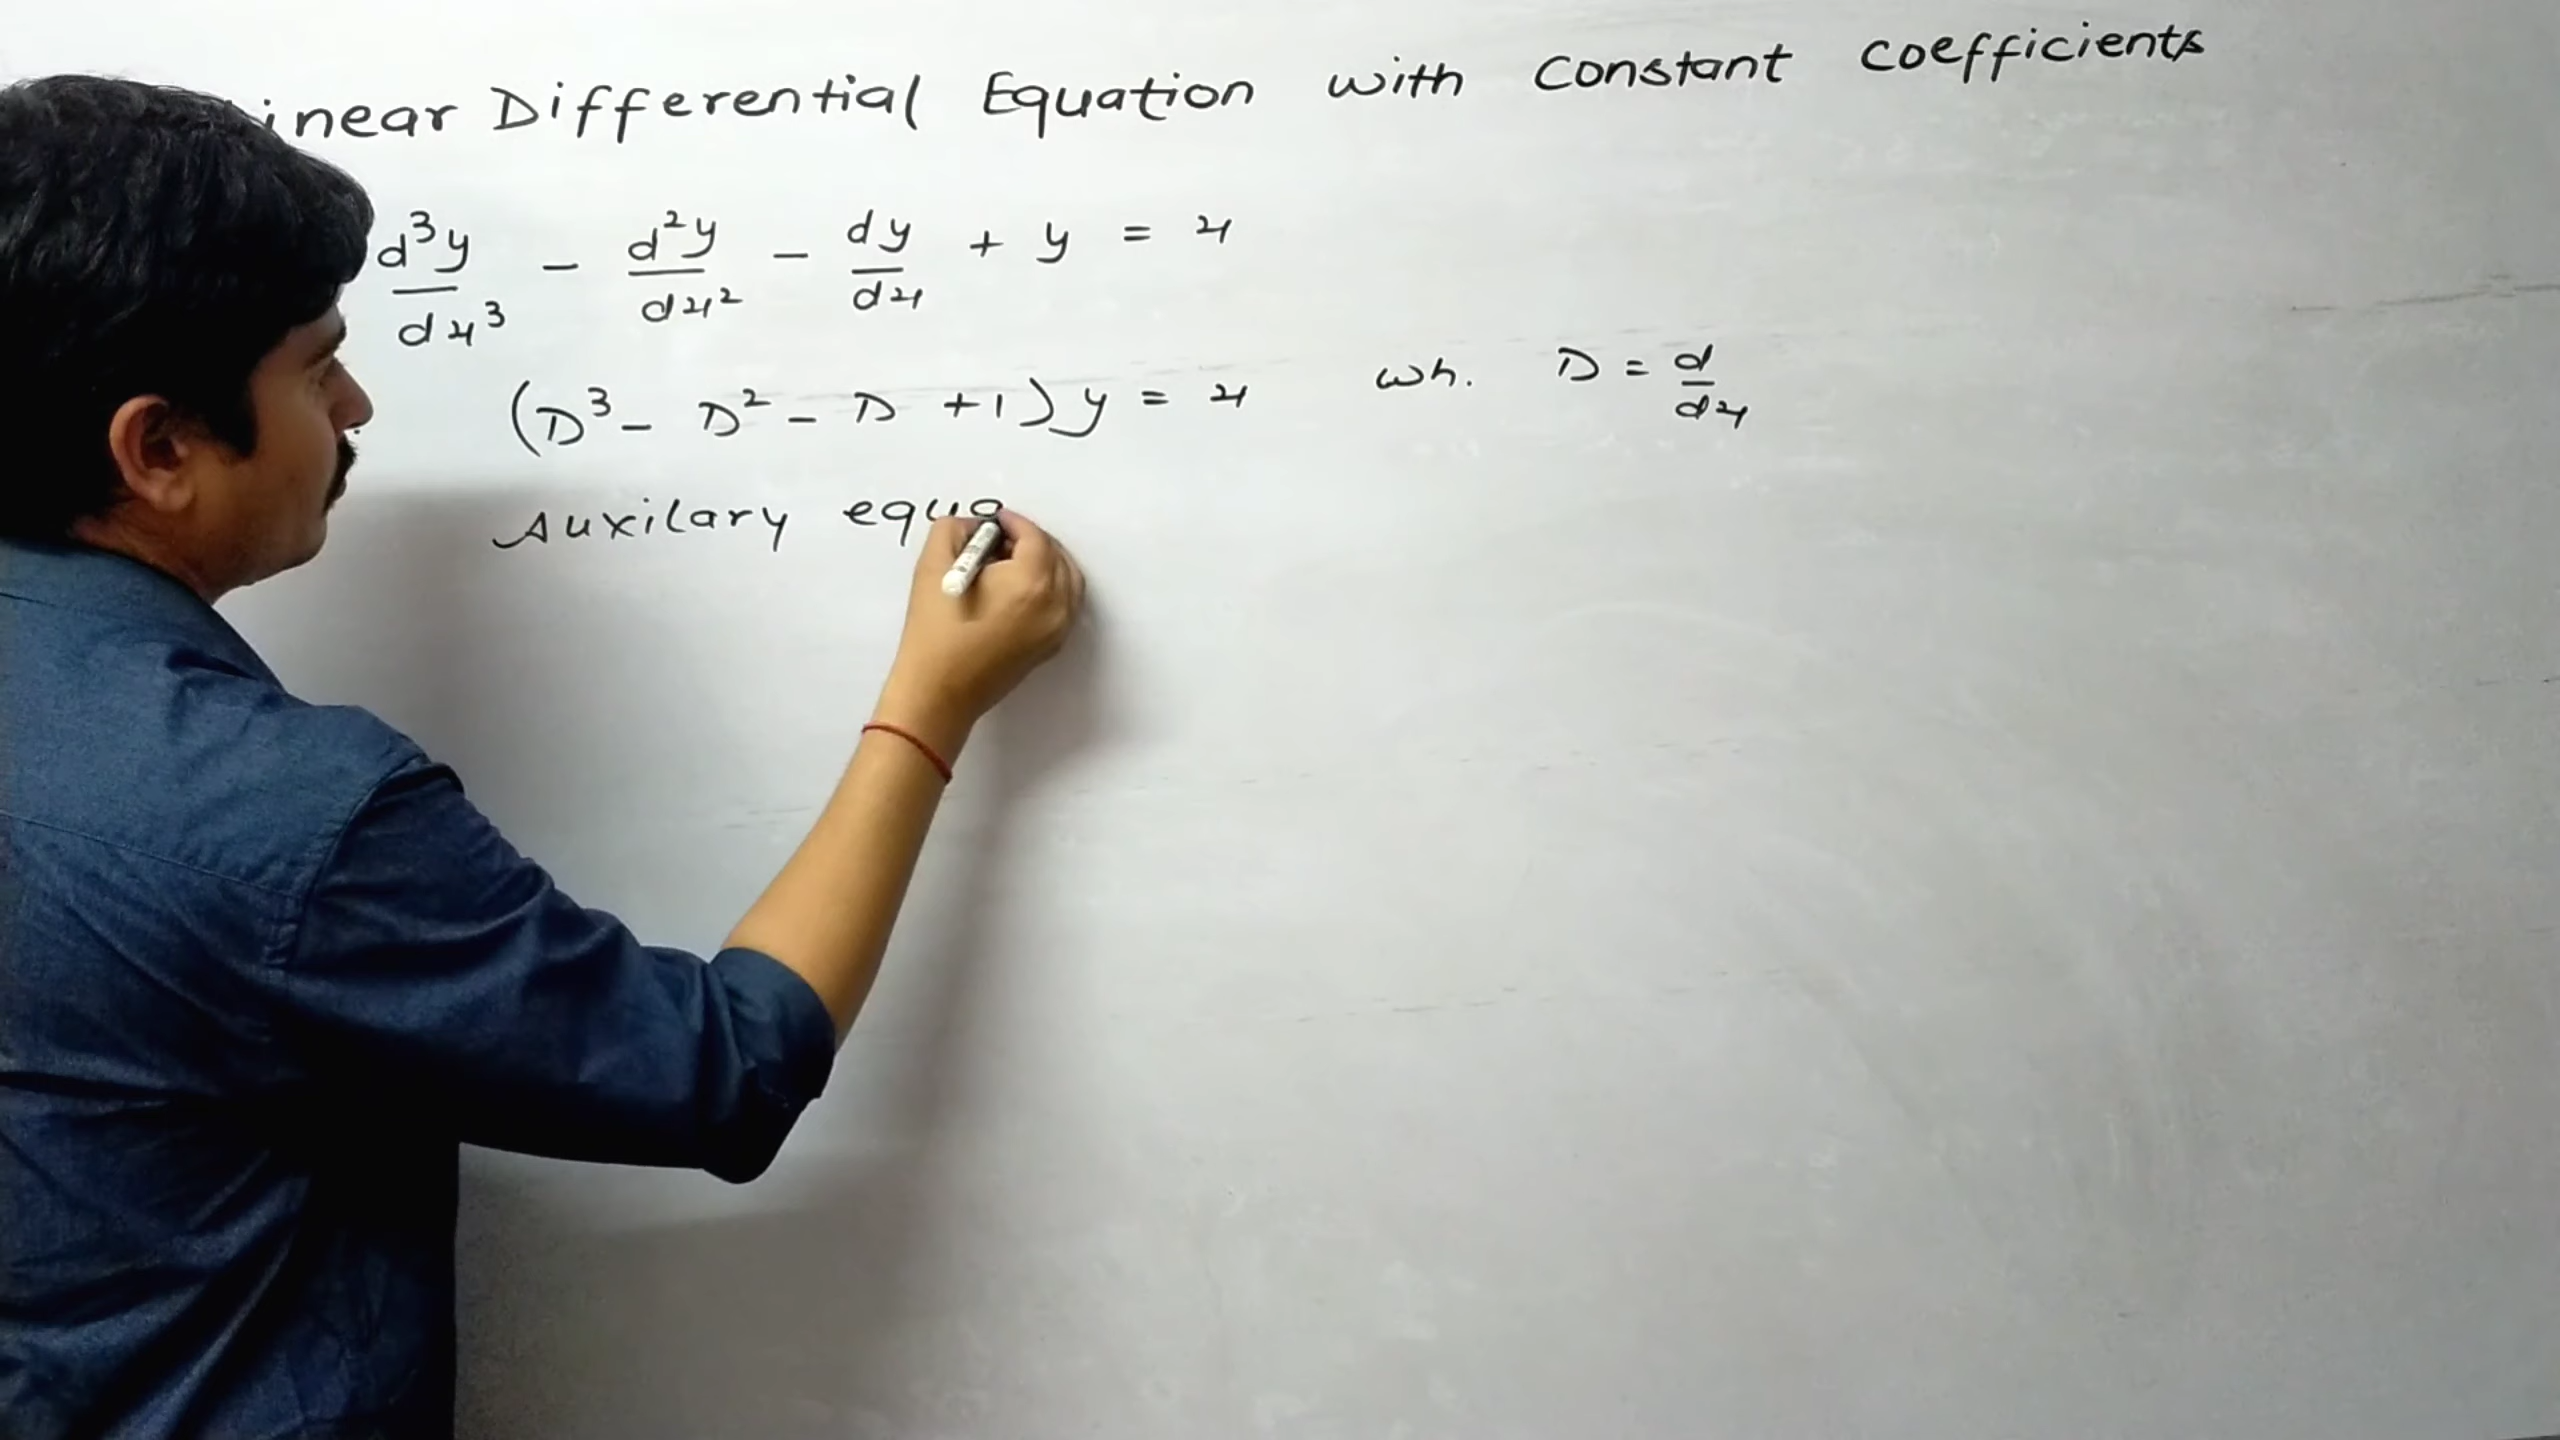 inear Differential Equation with Constant Coefficients
d³y/dx³ - d²y/dx² - dy/dx + y = x
(D³ - D² - D + 1) y = x wh. D = d/dx
Auxilary equa